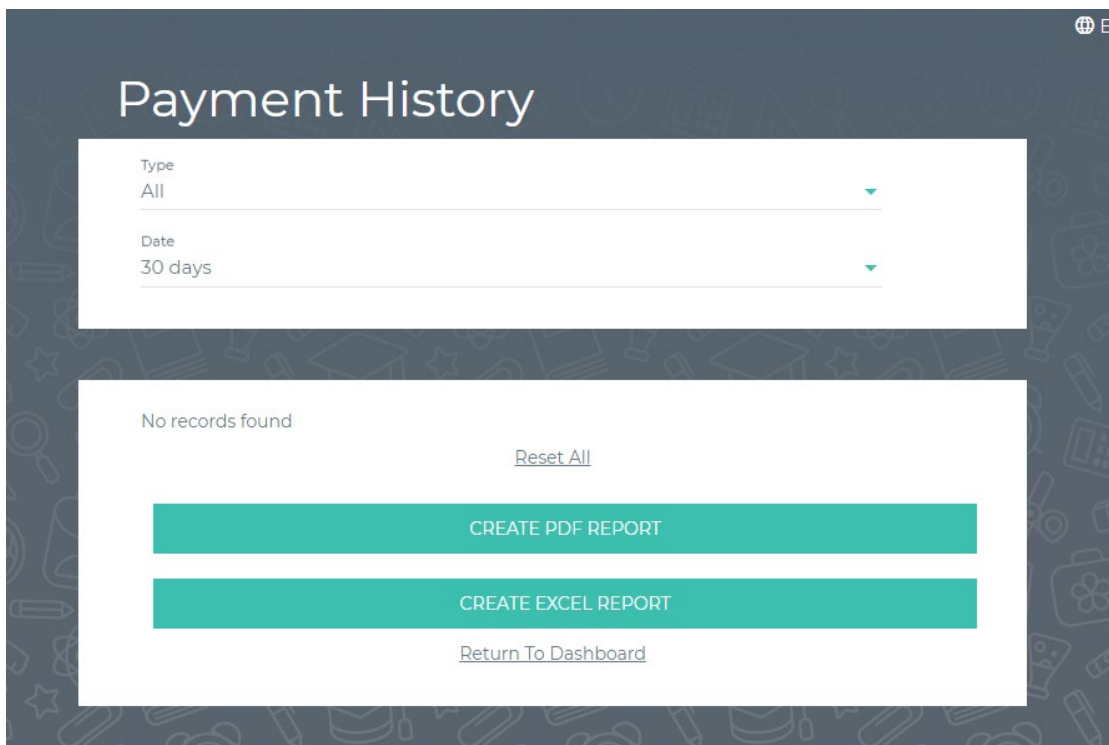 E
Payment History
Type
All
Date
30 days
No records found
Reset All
CREATE PDF REPORT
CREATE EXCEL REPORT
Return To Dashboard